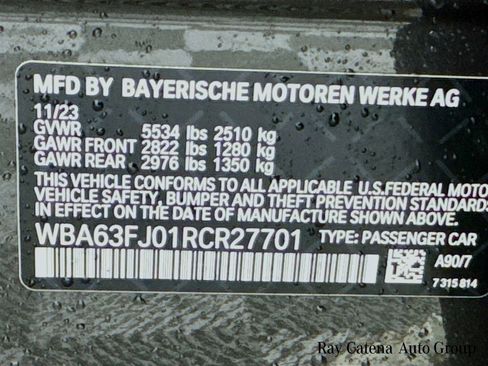 MFD BY BAYERISCHE MOTOREN WERKE AG
11/23
GVWR 5534 lbs 2510 kg
GAWR FRONT 2822 lbs 1280 kg
GAWR REAR 2976 lbs 1350 kg
THIS VEHICLE CONFORMS TO ALL APPLICABLE U.S.FEDERAL MOTO
VEHICLE SAFETY, BUMPER, AND THEFT PREVENTION STANDARDS
IN EFFECT ON THE DATE OF MANUFACTURE SHOWN ABOVE.
WBA63FJ01RCR27701 TYPE: PASSENGER CAR
A90/7
7315814
Ray Catena Auto Group